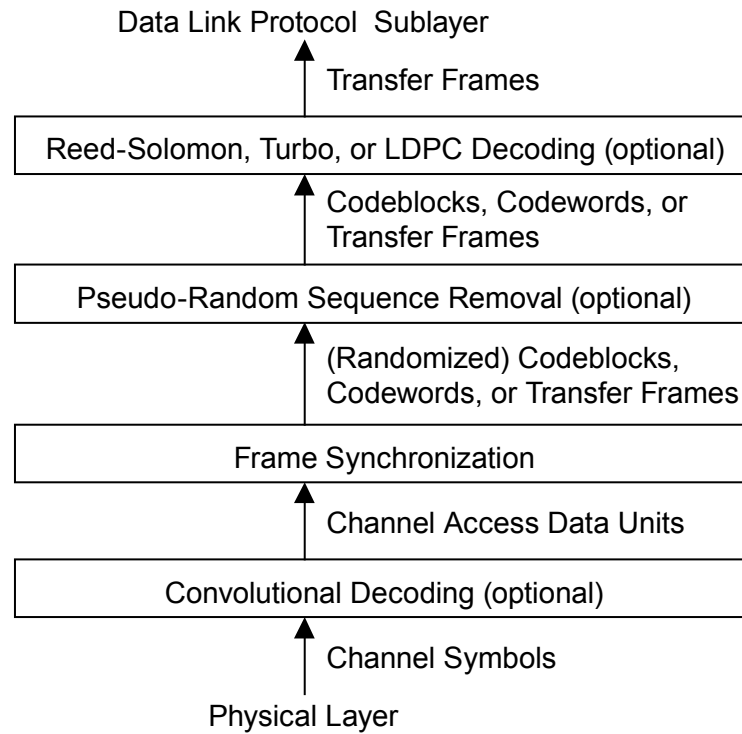 Data Link Protocol Sublayer
Transfer Frames
Reed-Solomon, Turbo, or LDPC Decoding (optional)
Codeblocks, Codewords, or
Transfer Frames
Pseudo-Random Sequence Removal (optional)
(Randomized) Codeblocks,
Codewords, or Transfer Frames
Frame Synchronization
Channel Access Data Units
Convolutional Decoding (optional)
Channel Symbols
Physical Layer